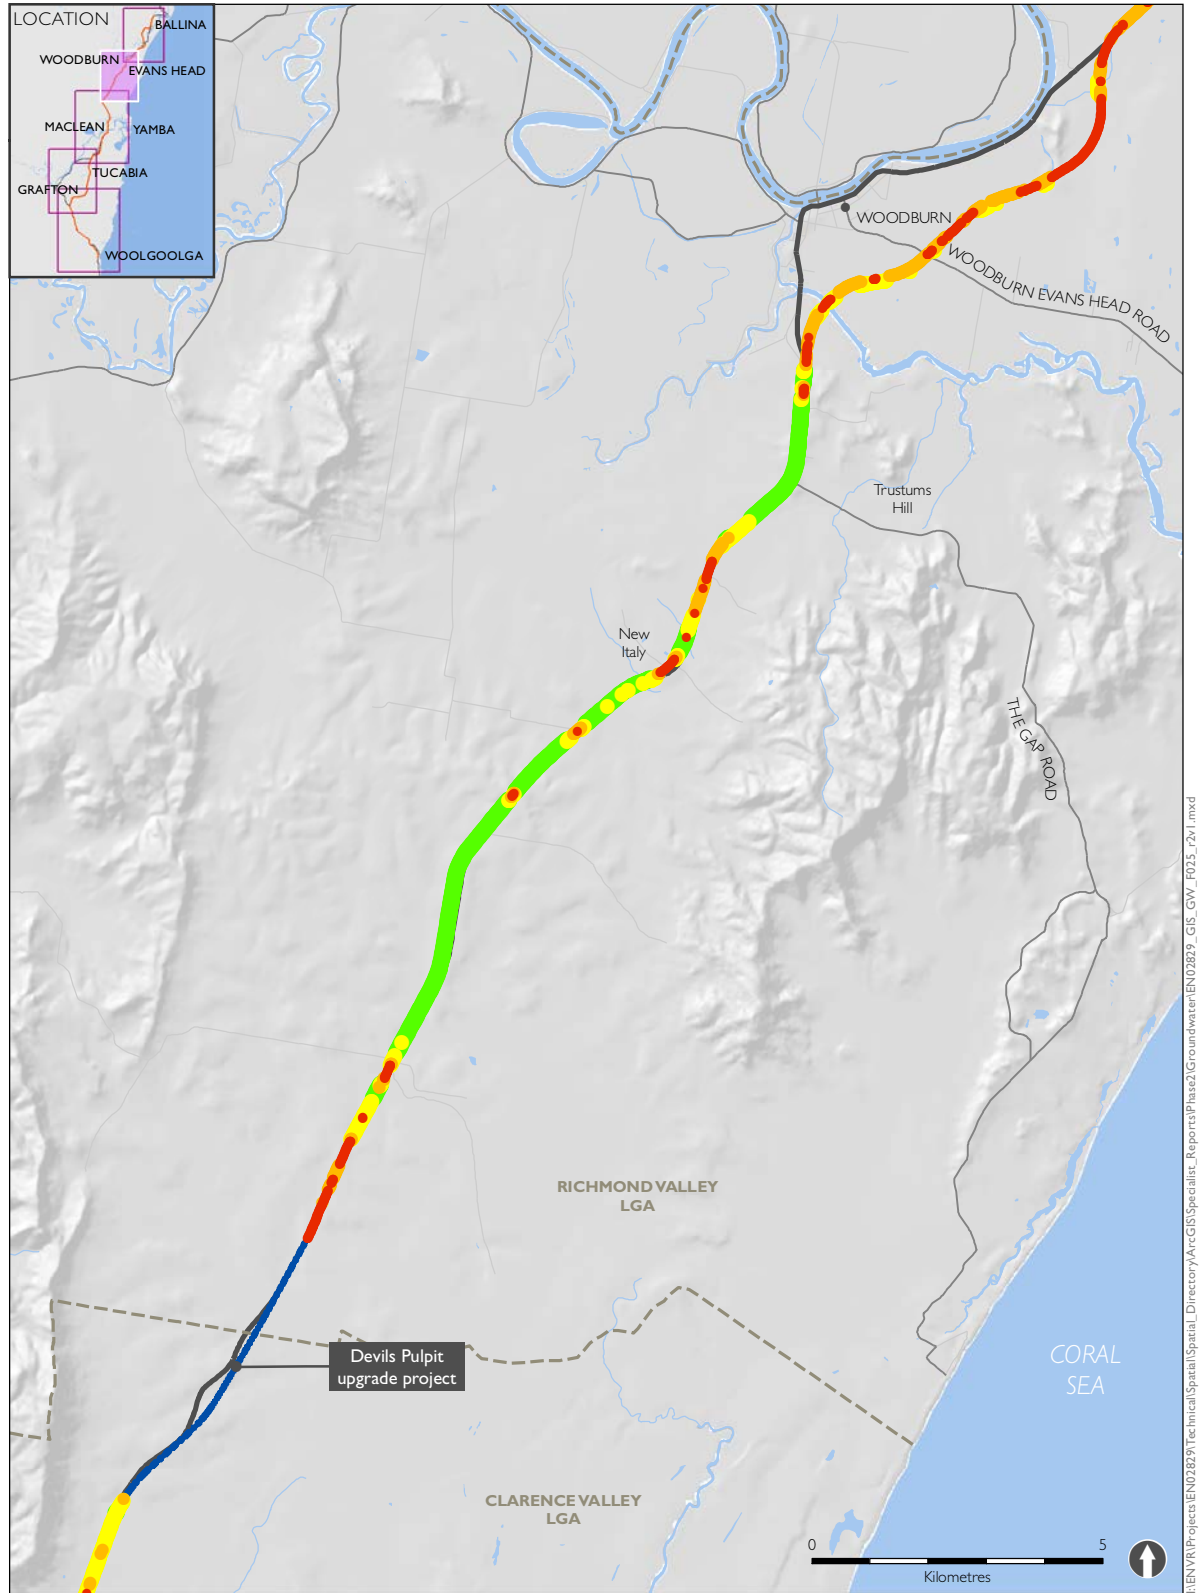 LOCATION
BALLINA
WOODBURN
EVANS HEAD
MACLEAN
YAMBA
TUCABIA
GRAFTON
WOOLGOOLGA
WOODBURN
WOODBURN EVANS HEAD ROAD
Trustums
Hill
New
Italy
THE GAP ROAD
RICHMOND VALLEY
LGA
Devils Pulpit
upgrade project
CORAL
SEA
CLARENCE VALLEY
LGA
0 5
Kilometres
I:\ENVR\Projects\EN02829\Technical\Spatial\Spatial_Directory\ArcGIS\Specialist_Reports\Phase2\Groundwater\EN02829_GIS_GW_F025_r2v1.mxd